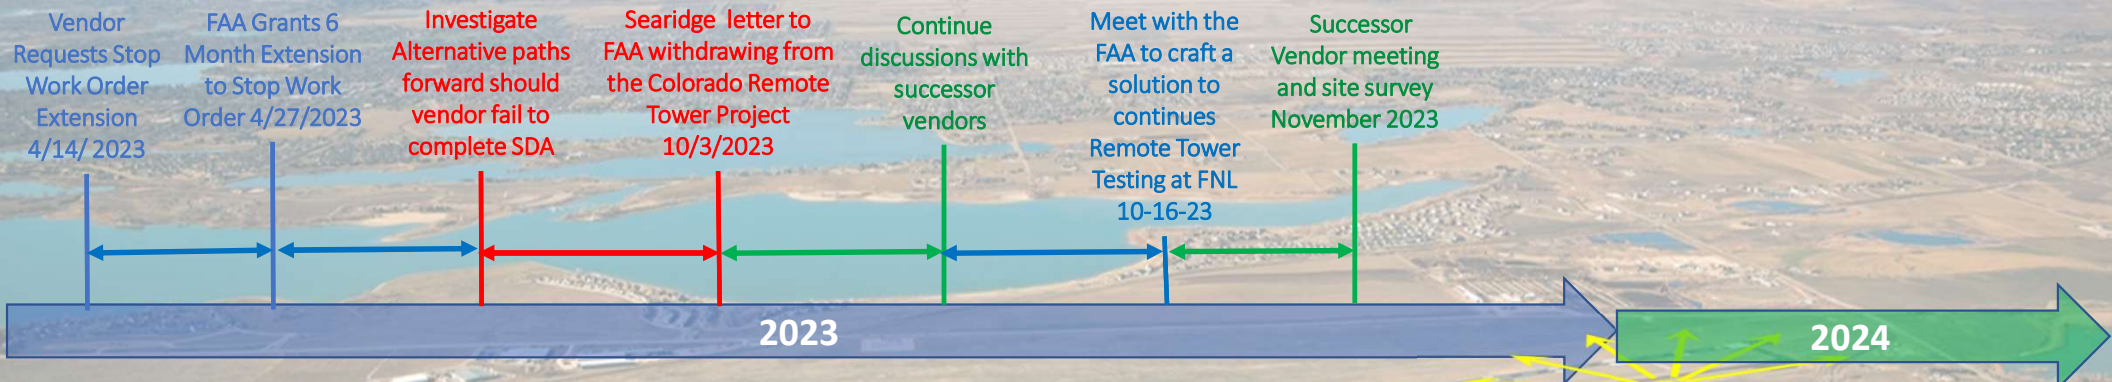 Vendor
Requests Stop
Work Order
Extension
4/14/ 2023
FAA Grants 6
Month Extension
to Stop Work
Order 4/27/2023
Investigate
Alternative paths
forward should
vendor fail to
complete SDA
Searidge letter to
FAA withdrawing from
the Colorado Remote
Tower Project
10/3/2023
Continue
discussions with
successor
vendors
Meet with the
FAA to craft a
solution to
continues
Remote Tower
Testing at FNL
10-16-23
Successor
Vendor meeting
and site survey
November 2023
2023
2024